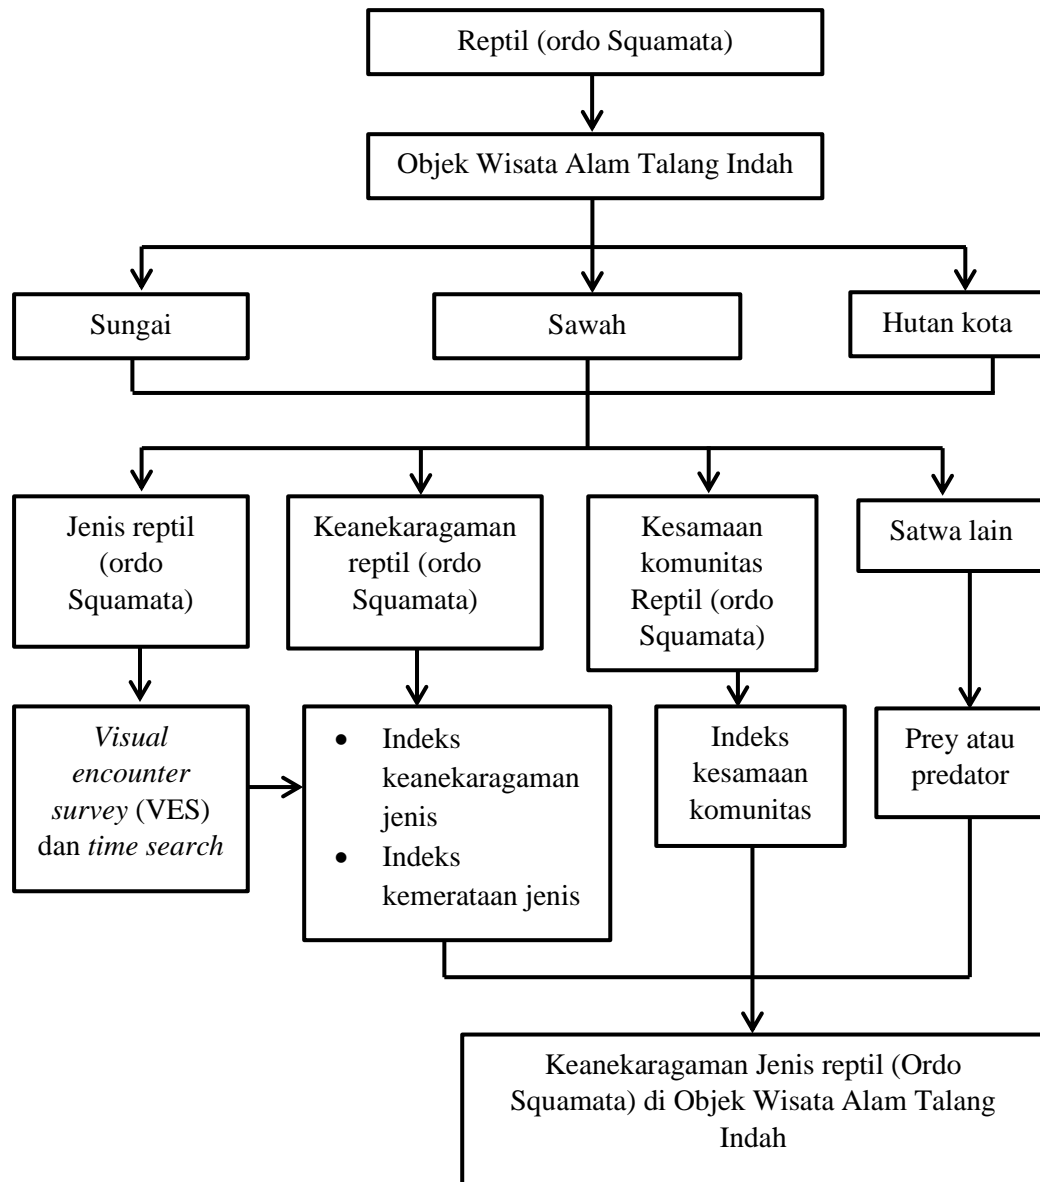 Reptil (ordo Squamata)
Objek Wisata Alam Talang Indah
Sungai
Sawah
Hutan kota
Jenis reptil
(ordo
Squamata)
Keanekaragaman
reptil (ordo
Squamata)
Kesamaan
komunitas
Reptil (ordo
Squamata)
Satwa lain
Visual
encounter
survey (VES)
dan time search
• Indeks
keanekaragaman
jenis
• Indeks
kemerataan jenis
Indeks
kesamaan
komunitas
Prey atau
predator
Keanekaragaman Jenis reptil (Ordo
Squamata) di Objek Wisata Alam Talang
Indah